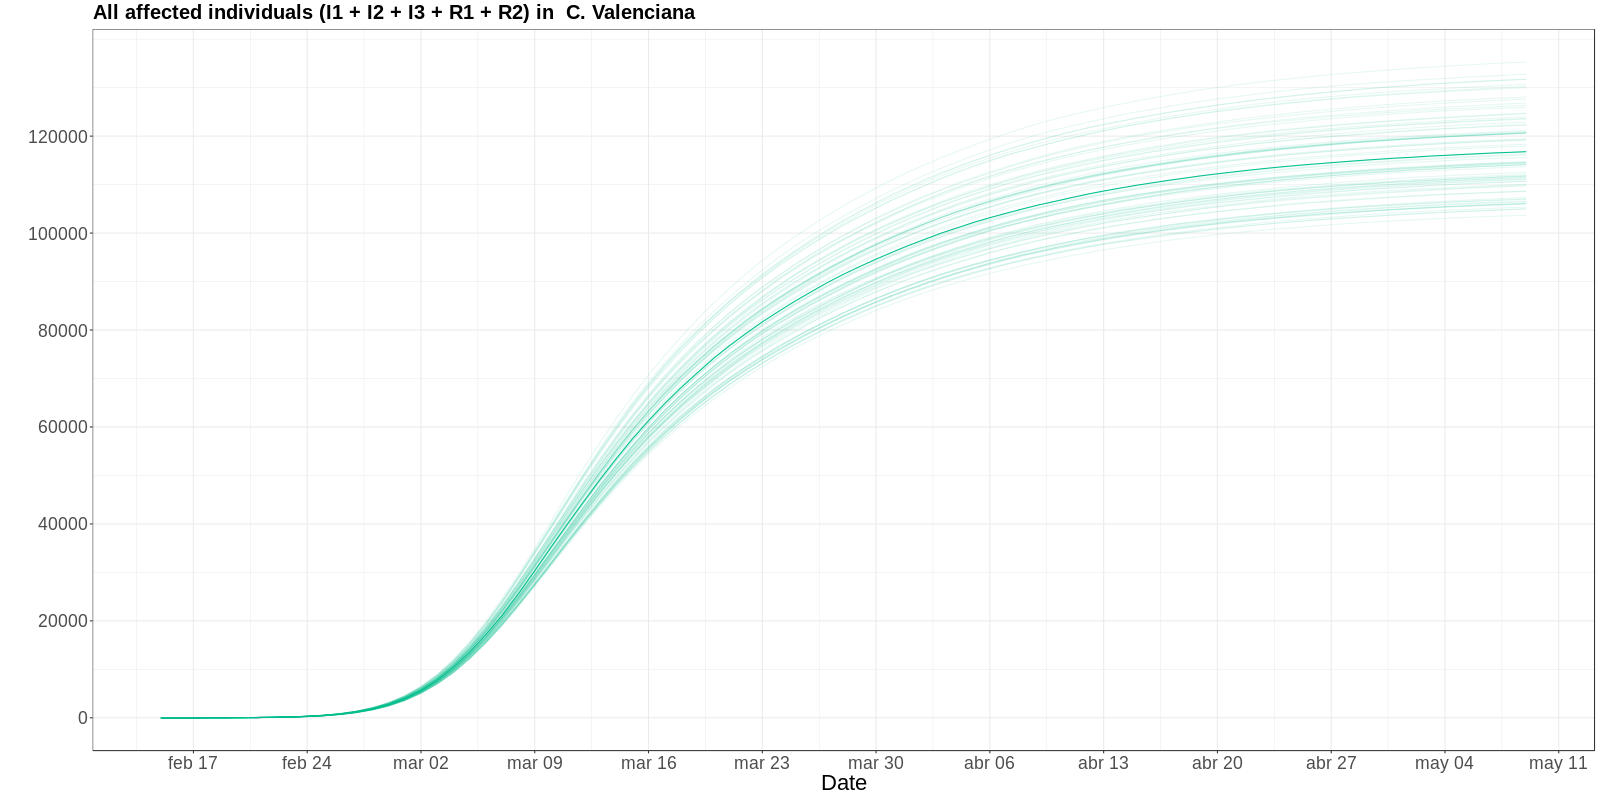 All affected individuals (I1 + I2 + I3 + R1 + R2) in  C. Valenciana
120000
100000
80000
60000
40000
20000
0
feb 17 feb 24 mar 02 mar 09 mar 16 mar 23 mar 30 abr 06 abr 13 abr 20 abr 27 may 04 may 11
Date